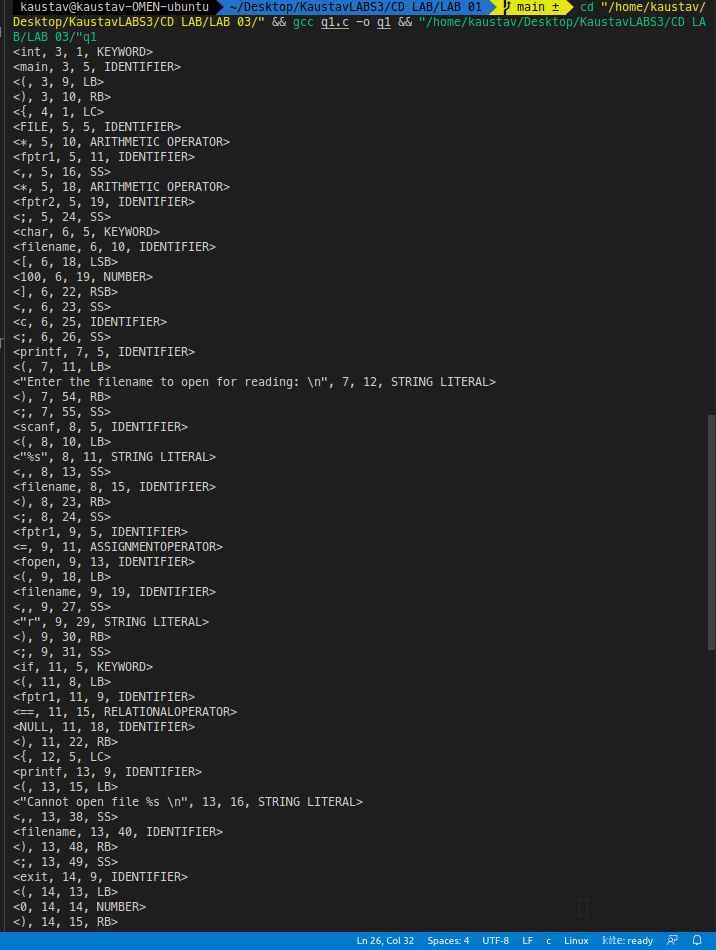 kaustav@kaustav-OMEN-ubuntu ~/Desktop/KaustavLABS3/CD LAB/LAB 01 main ± cd "/home/kaustav/
Desktop/KaustavLABS3/CD LAB/LAB 03/" && gcc q1.c -o q1 && "/home/kaustav/Desktop/KaustavLABS3/CD LA
B/LAB 03/"q1
<int, 3, 1, KEYWORD>
<main, 3, 5, IDENTIFIER>
<(, 3, 9, LB>
<), 3, 10, RB>
<{, 4, 1, LC>
<FILE, 5, 5, IDENTIFIER>
<*, 5, 10, ARITHMETIC OPERATOR>
<fptr1, 5, 11, IDENTIFIER>
<,, 5, 16, SS>
<*, 5, 18, ARITHMETIC OPERATOR>
<fptr2, 5, 19, IDENTIFIER>
<;, 5, 24, SS>
<char, 6, 5, KEYWORD>
<filename, 6, 10, IDENTIFIER>
<[, 6, 18, LSB>
<100, 6, 19, NUMBER>
<], 6, 22, RSB>
<,, 6, 23, SS>
<c, 6, 25, IDENTIFIER>
<;, 6, 26, SS>
<printf, 7, 5, IDENTIFIER>
<(, 7, 11, LB>
<"Enter the filename to open for reading: \n", 7, 12, STRING LITERAL>
<), 7, 54, RB>
<;, 7, 55, SS>
<scanf, 8, 5, IDENTIFIER>
<(, 8, 10, LB>
<"%s", 8, 11, STRING LITERAL>
<,, 8, 13, SS>
<filename, 8, 15, IDENTIFIER>
<), 8, 23, RB>
<;, 8, 24, SS>
<fptr1, 9, 5, IDENTIFIER>
<=, 9, 11, ASSIGNMENTOPERATOR>
<fopen, 9, 13, IDENTIFIER>
<(, 9, 18, LB>
<filename, 9, 19, IDENTIFIER>
<,, 9, 27, SS>
<"r", 9, 29, STRING LITERAL>
<), 9, 30, RB>
<;, 9, 31, SS>
<if, 11, 5, KEYWORD>
<(, 11, 8, LB>
<fptr1, 11, 9, IDENTIFIER>
<==, 11, 15, RELATIONALOPERATOR>
<NULL, 11, 18, IDENTIFIER>
<), 11, 22, RB>
<{, 12, 5, LC>
<printf, 13, 9, IDENTIFIER>
<(, 13, 15, LB>
<"Cannot open file %s \n", 13, 16, STRING LITERAL>
<,, 13, 38, SS>
<filename, 13, 40, IDENTIFIER>
<), 13, 48, RB>
<;, 13, 49, SS>
<exit, 14, 9, IDENTIFIER>
<(, 14, 13, LB>
<0, 14, 14, NUMBER>
<), 14, 15, RB>
Ln 26, Col 32 Spaces: 4 UTF-8 LF c Linux kite: ready